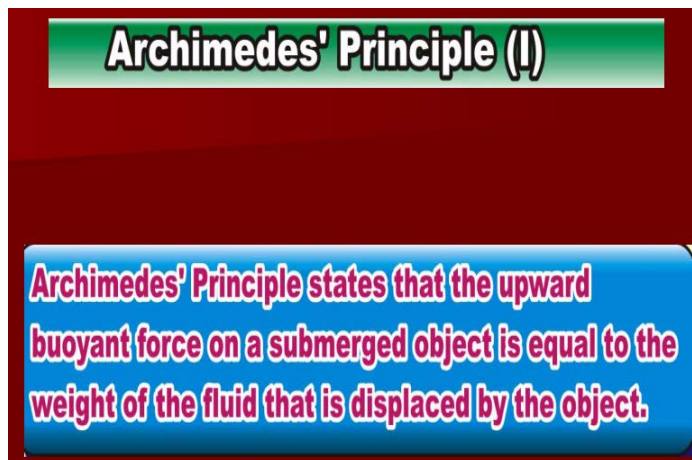 Archimedes' Principle (I)
Archimedes' Principle states that the upward
buoyant force on a submerged object is equal to the
weight of the fluid that is displaced by the object.